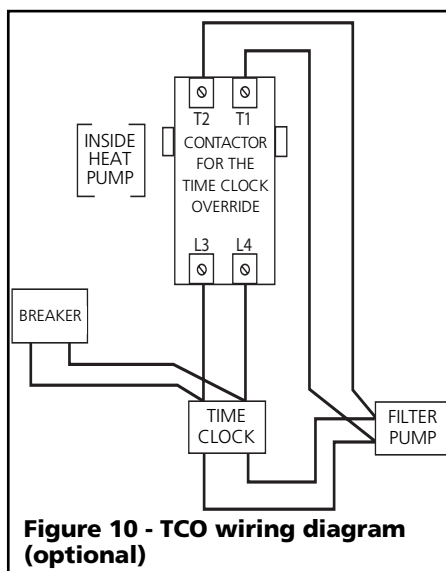 T2 T1
INSIDE
HEAT
PUMP
CONTACTOR
FOR THE
TIME CLOCK
OVERRIDE
L3 L4
BREAKER
TIME
CLOCK
FILTER
PUMP
Figure 10 - TCO wiring diagram
(optional)